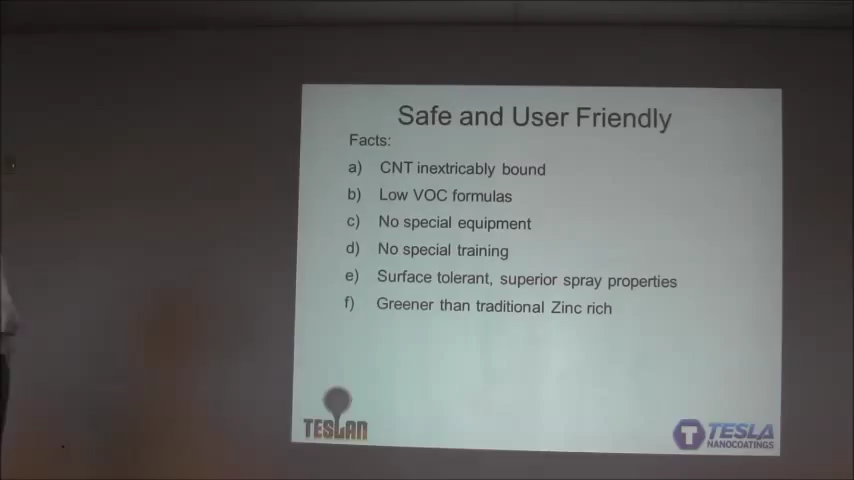 Safe and User Friendly
Facts:
a) CNT inextricably bound
b) Low VOC formulas
c) No special equipment
d) No special training
e) Surface tolerant, superior spray properties
f) Greener than traditional Zinc rich
TESLAN
T TESLA
NANOCOATINGS